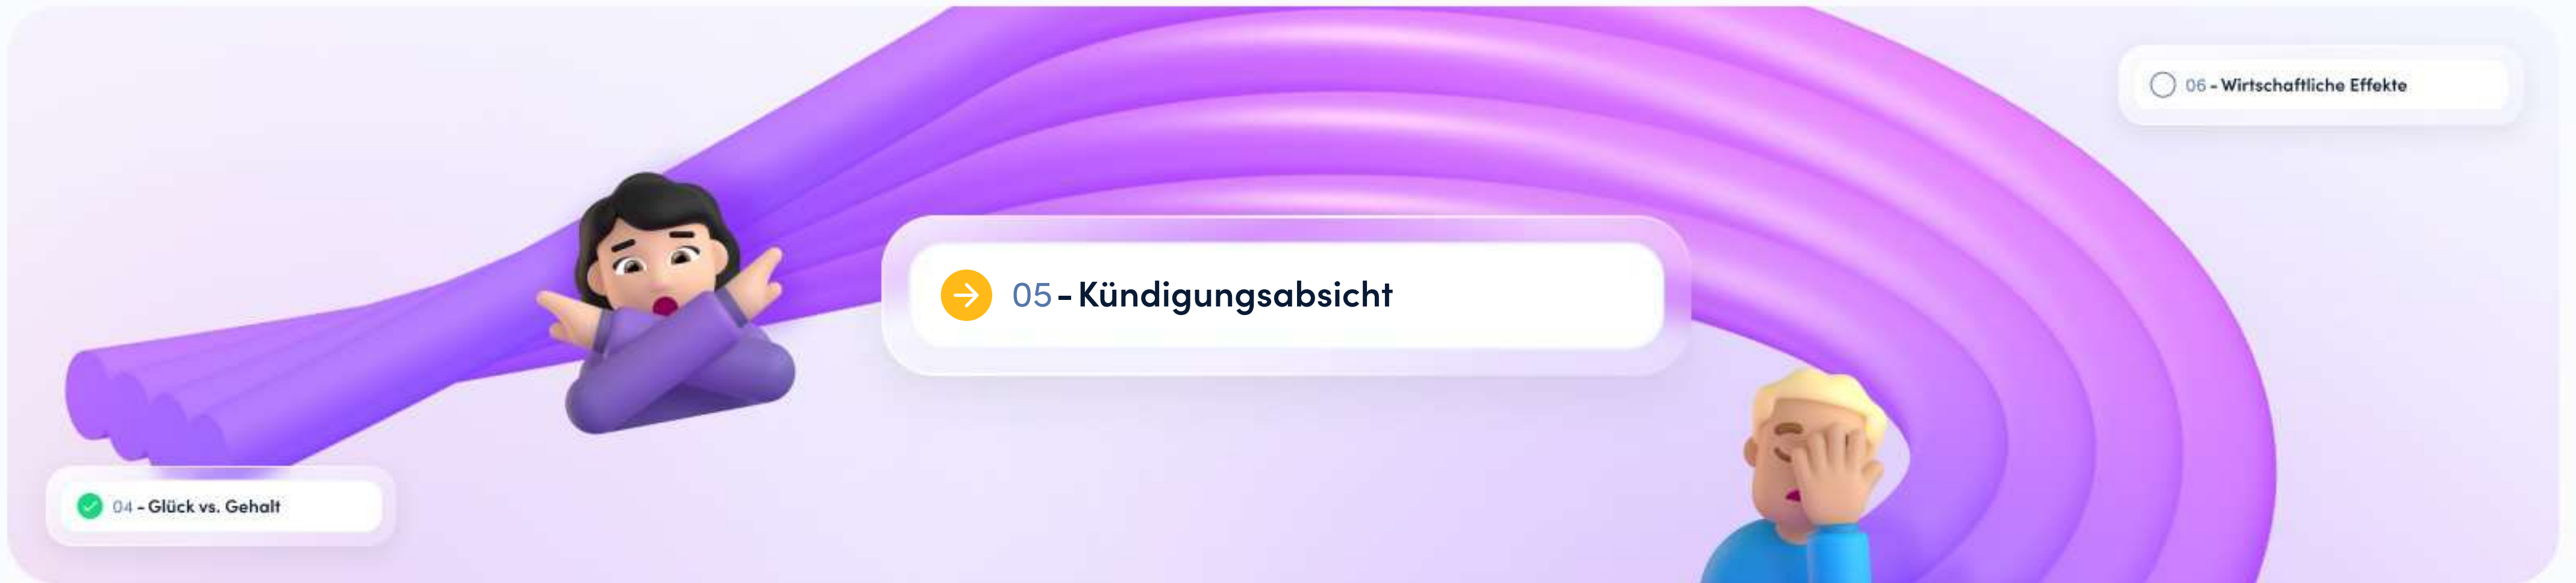 06 - Wirtschaftliche Effekte
05 - Kündigungsabsicht
04 - Glück vs. Gehalt